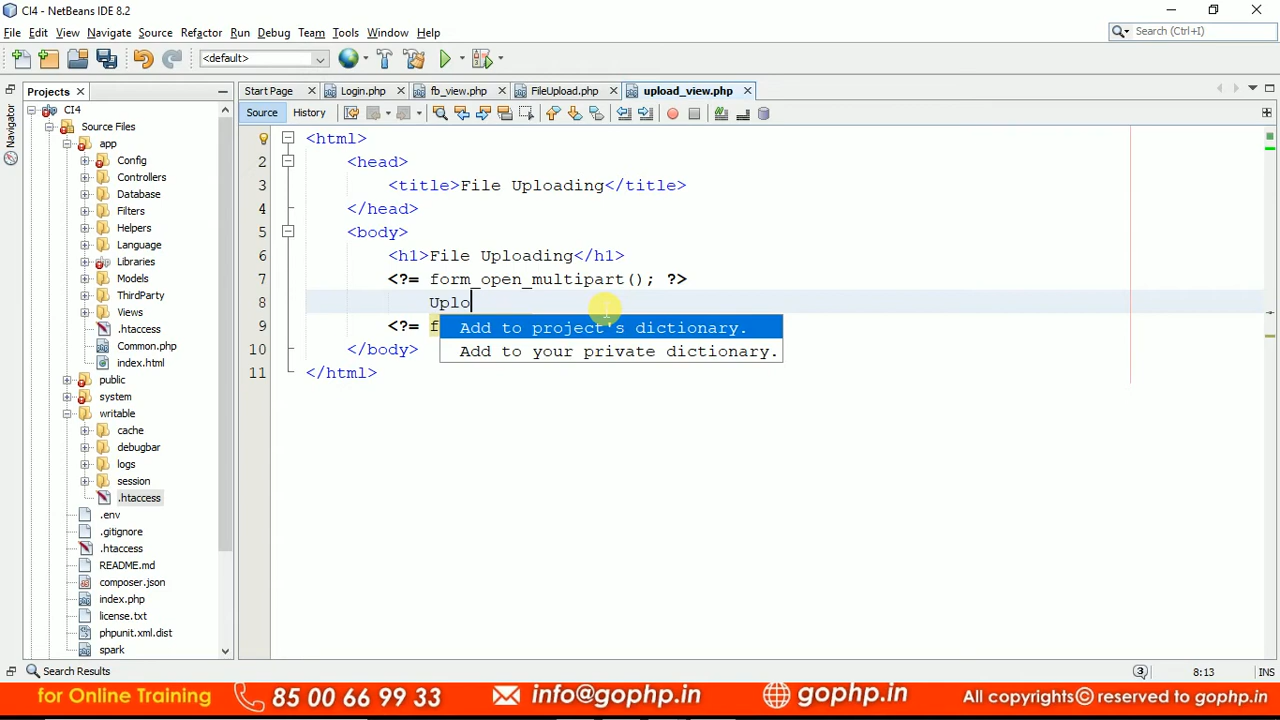 CI4 - NetBeans IDE 8.2
File Edit View Navigate Source Refactor Run Debug Team Tools Window Help
Search (Ctrl+I)
<default>
Projects
Start Page
Login.php
fb_view.php
FileUpload.php
upload_view.php
Navigator
CI4
Source Files
app
Config
Controllers
Database
Filters
Helpers
Language
Libraries
Models
ThirdParty
Views
.htaccess
Common.php
index.html
public
system
writable
cache
debugbar
logs
session
.htaccess
.env
.gitignore
.htaccess
README.md
composer.json
index.php
license.txt
phpunit.xml.dist
spark
Source History
<html>
2 <head>
3 <title>File Uploading</title>
4 </head>
5 <body>
6 <h1>File Uploading</h1>
7 <?= form_open_multipart(); ?>
8 Uplo
9 <?= f
Add to project's dictionary.
Add to your private dictionary.
10 </body>
11 </html>
Search Results
3
8:13
INS
for Online Training
85 00 66 99 33
info@gophp.in
gophp.in
All copyrights© reserved to gophp.in